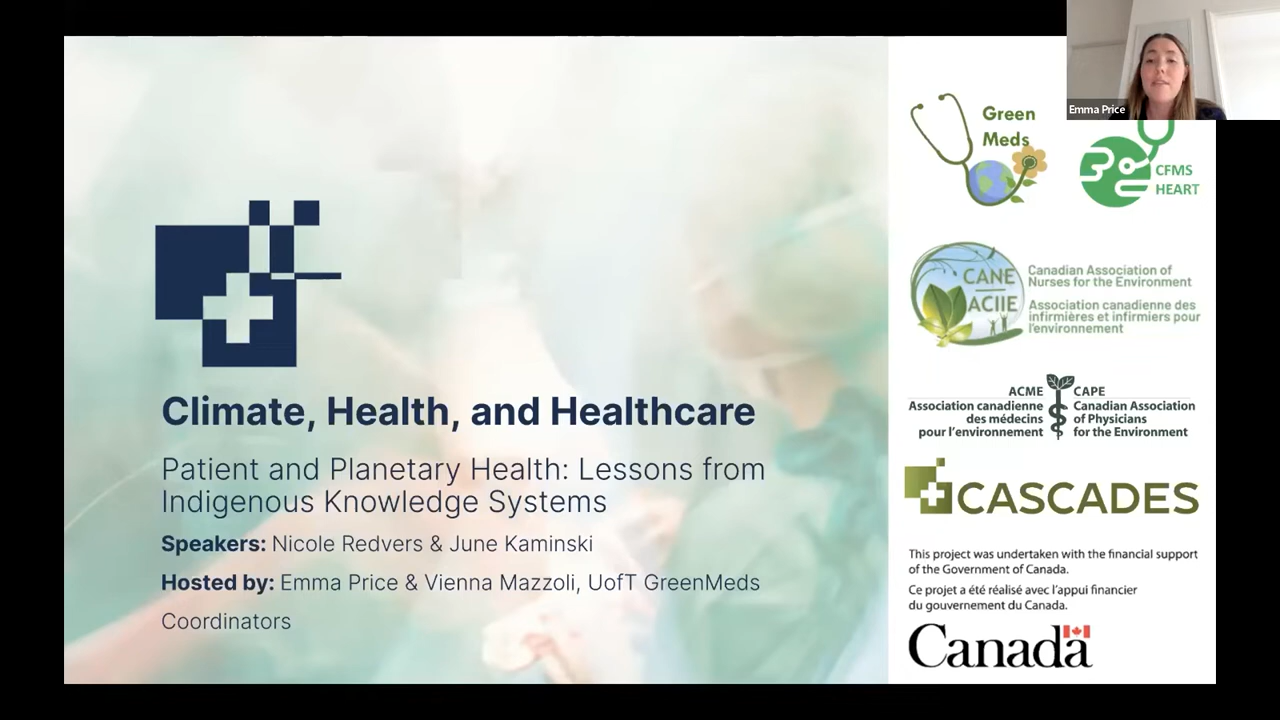 Climate, Health, and Healthcare
Patient and Planetary Health: Lessons from
Indigenous Knowledge Systems
Speakers: Nicole Redvers & June Kaminski
Hosted by: Emma Price & Vienna Mazzoli, UofT GreenMeds
Coordinators
Emma Price
Green
Meds
CFMS
HEART
CANE
ACIIE
Canadian Association of
Nurses for the Environment
Association canadienne des
infirmières et infirmiers pour
l'environnement
ACME
Association canadienne
des médecins
pour l'environnement
CAPE
Canadian Association
of Physicians
for the Environment
CASCADES
This project was undertaken with the financial support
of the Government of Canada.
Ce projet a été réalisé avec l'appui financier
du gouvernement du Canada.
Canada